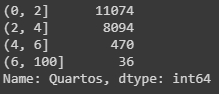 (0, 2]       11074
(2, 4]        8094
(4, 6]         470
(6, 100]        36
Name: Quartos, dtype: int64